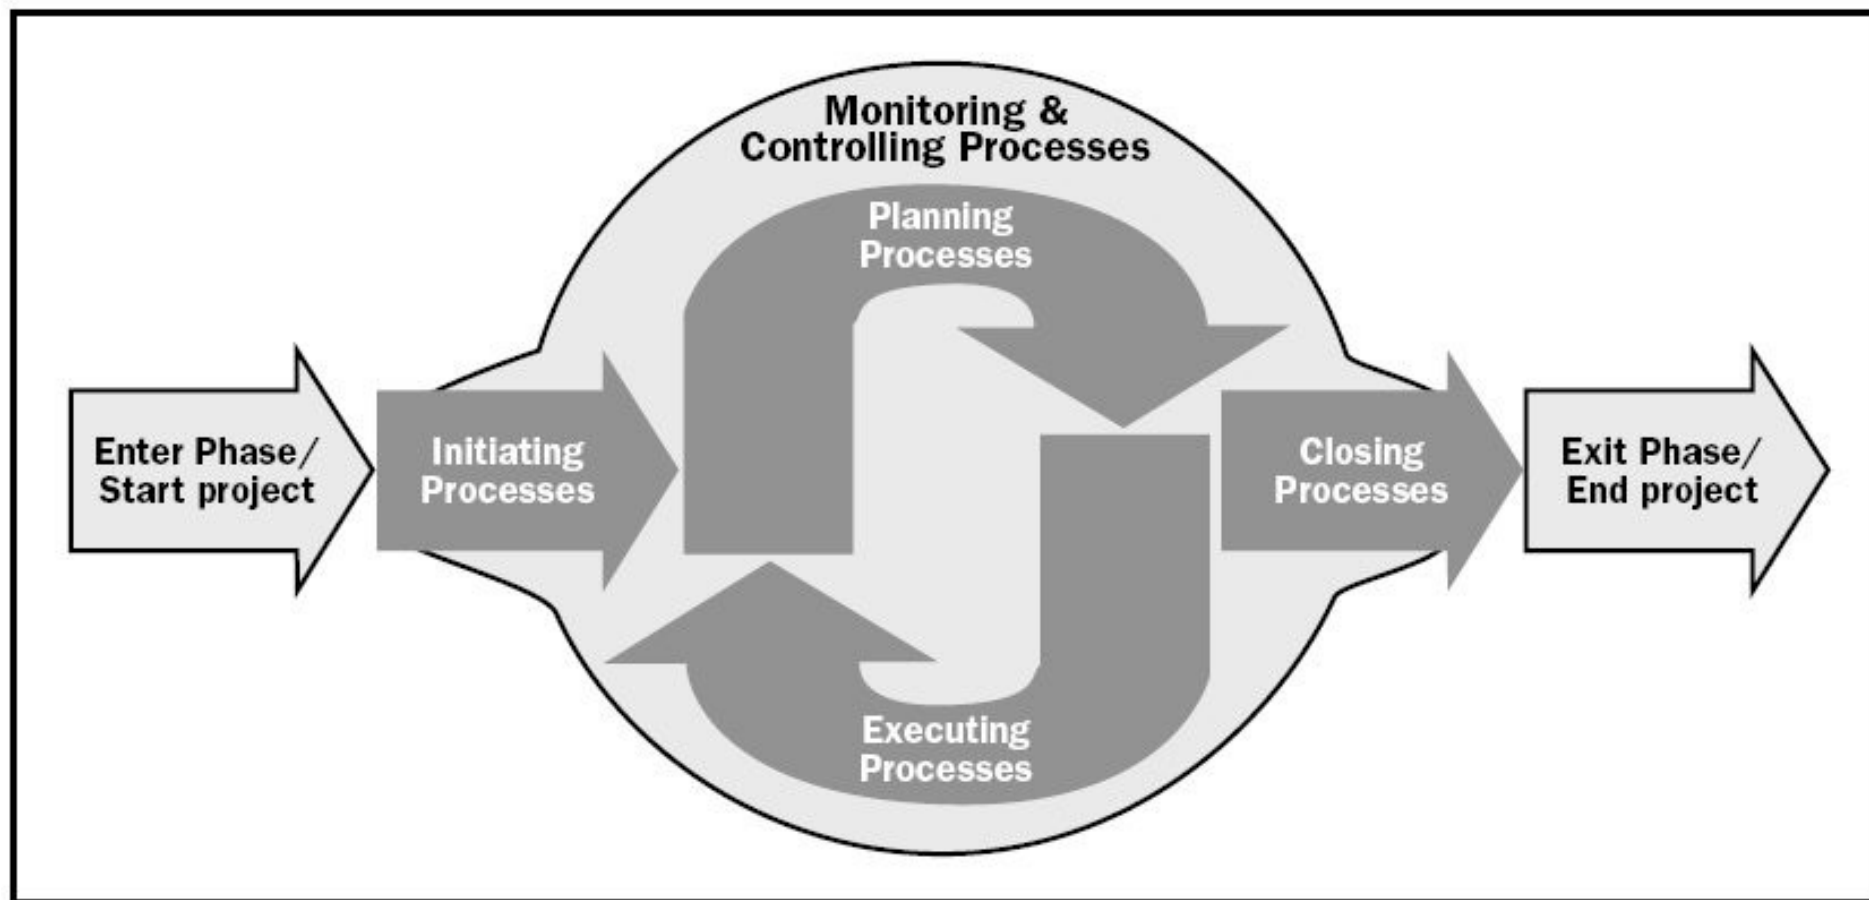 Monitoring &
Controlling Processes
Planning
Processes
Enter Phase/
Start project
Initiating
Processes
Closing
Processes
Exit Phase/
End project
Executing
Processes